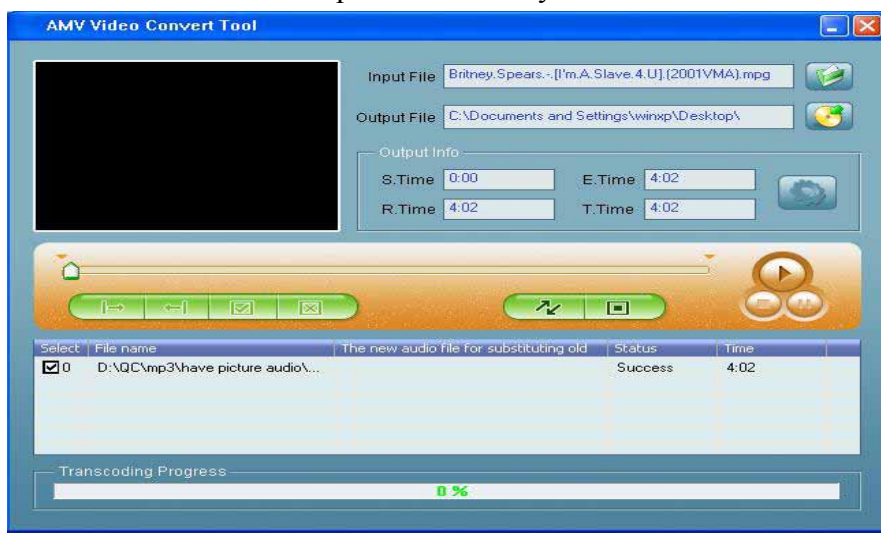 AMV Video Convert Tool
Input File Britney.Spears.-.[I'm.A.Slave.4.U].(2001VMA).mpg
Output File C:\Documents and Settings\winxp\Desktop\
Output Info
S.Time 0:00 E.Time 4:02
R.Time 4:02 T.Time 4:02
Select File name The new audio file for substituting old Status Time
0 D:\QC\mp3\have picture audio\... Success 4:02
Transcoding Progress
0 %